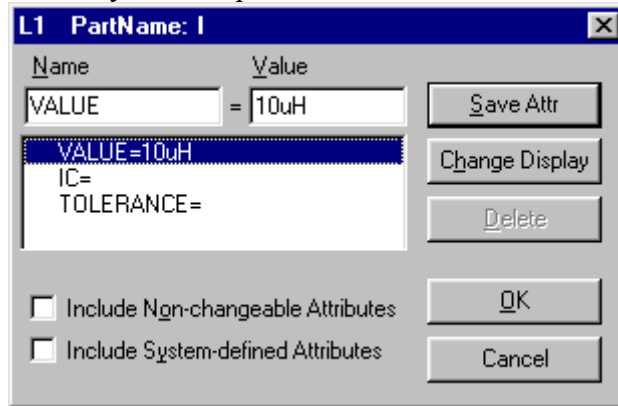 L1 PartName: l
Name Value
VALUE = 10uH
Save Attr
VALUE=10uH
IC=
TOLERANCE=
Change Display
Delete
Include Non-changeable Attributes
Include System-defined Attributes
OK
Cancel